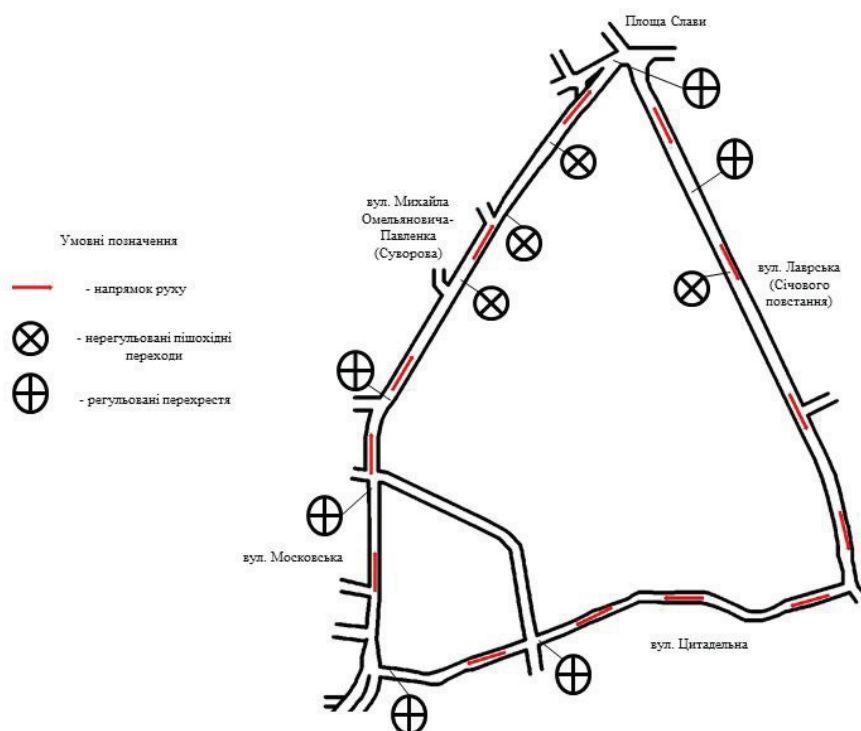 Площа Слави
вул. Михайла
Омельяновича-
Павленка
(Суворова)
Умовні позначення
- напрямок руху
- нерегульовані пішохідні
переходи
- регульовані перехрестя
вул. Лаврська
(Січового
повстання)
вул. Московська
вул. Цитадельна